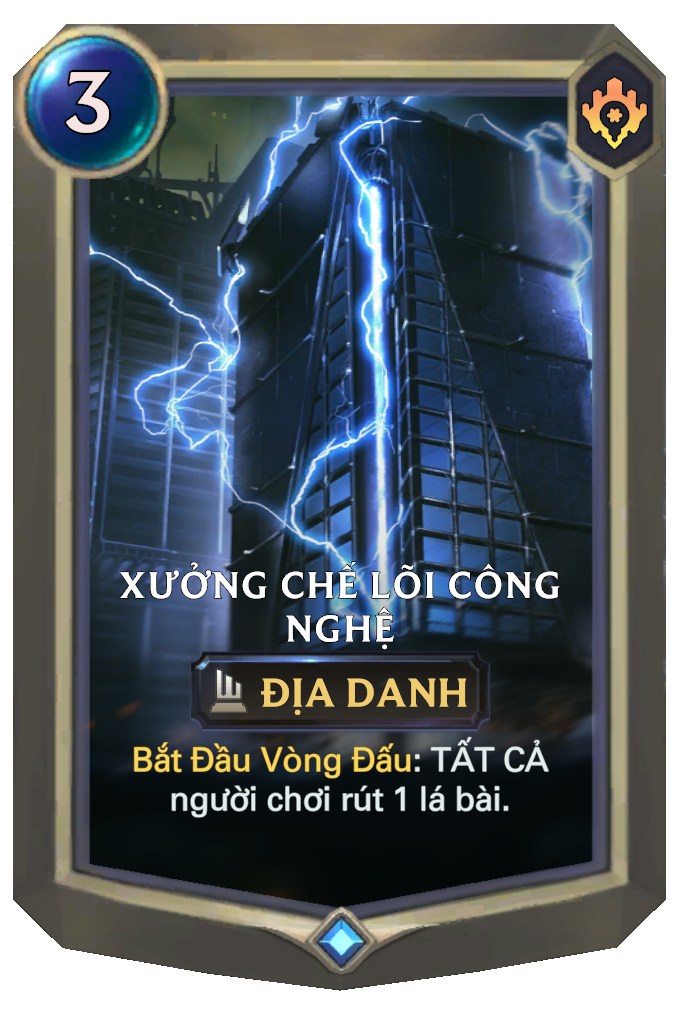 3
XƯỞNG CHẾ LÕI CÔNG
NGHỆ
ĐỊA DANH
Bắt Đầu Vòng Đấu: TẤT CẢ
người chơi rút 1 lá bài.